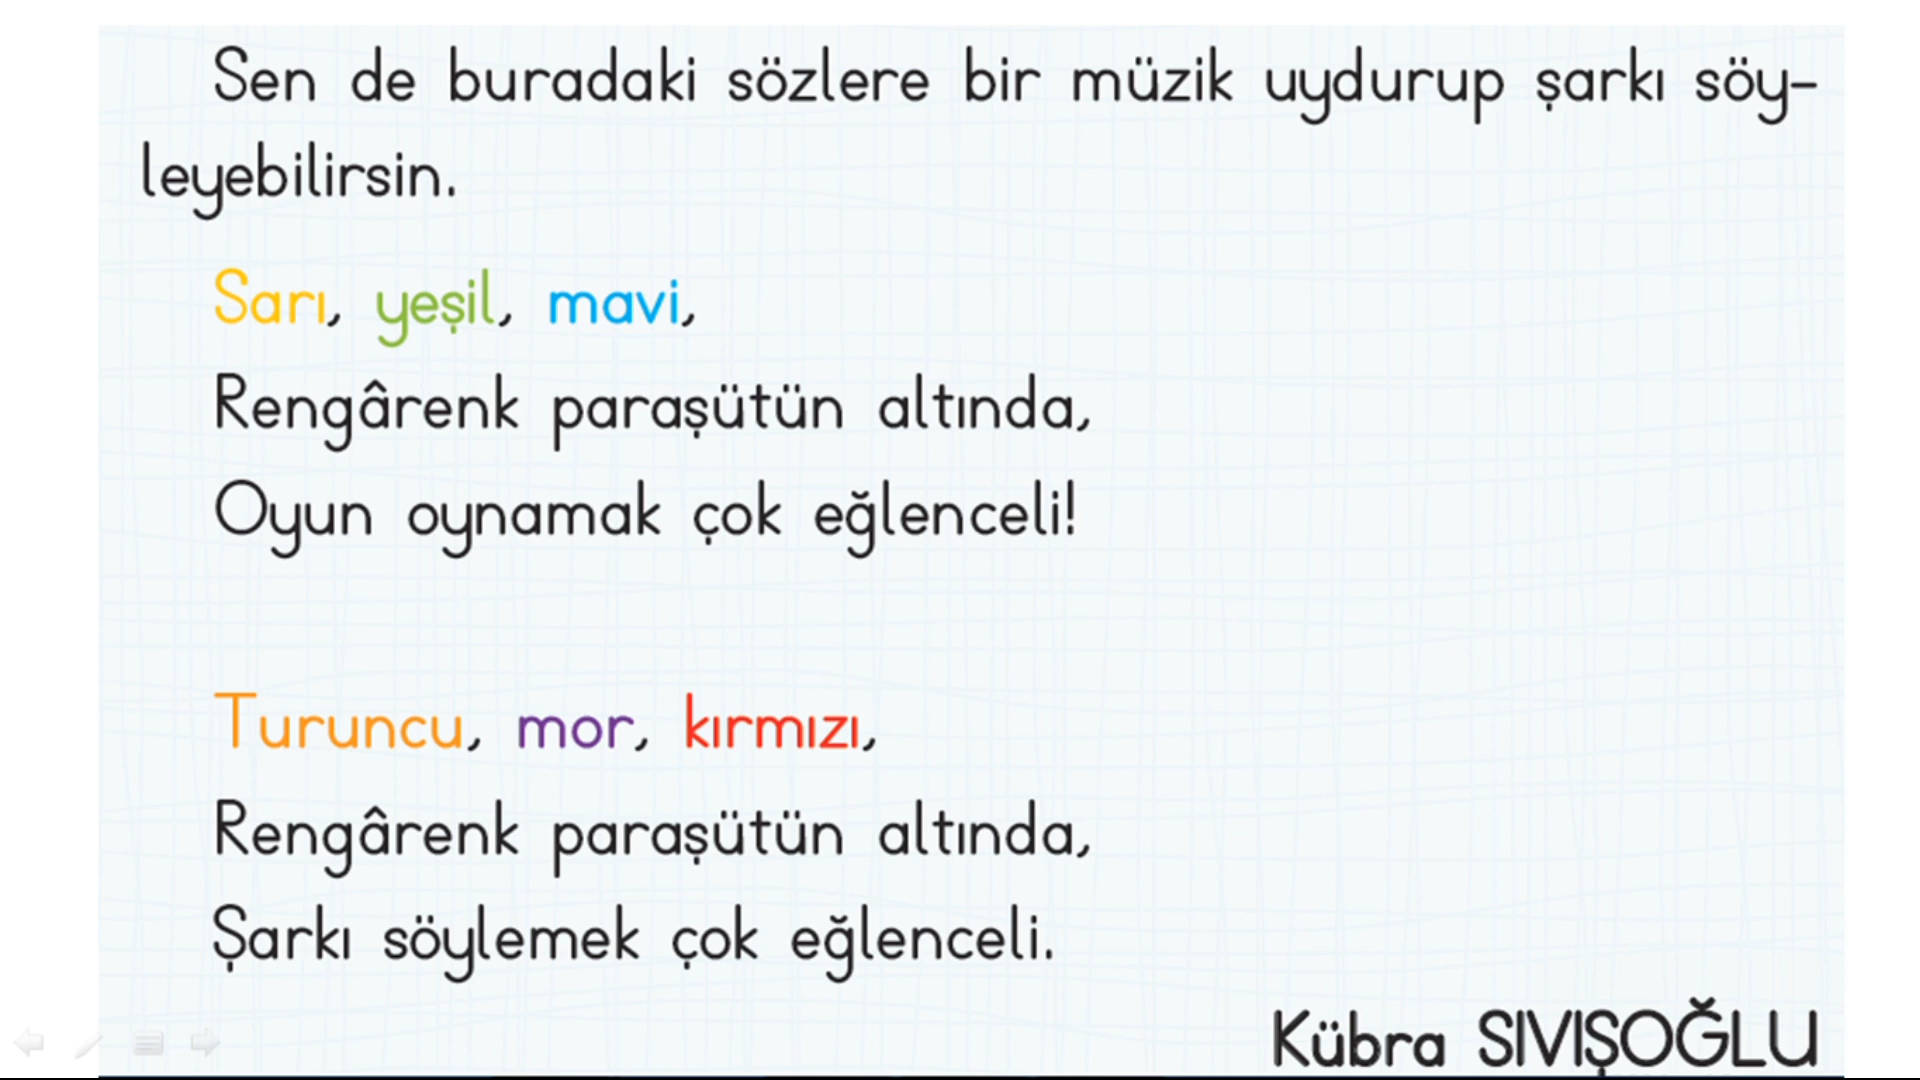 Sen de buradaki sözlere bir müzik uydurup şarkı söy-
leyebilirsin.
Sarı, yeşil, mavi,
Rengârenk paraşütün altında,
Oyun oynamak çok eğlenceli!
Turuncu, mor, kırmızı,
Rengârenk paraşütün altında,
Şarkı söylemek çok eğlenceli.
Kübra SIVIŞOĞLU